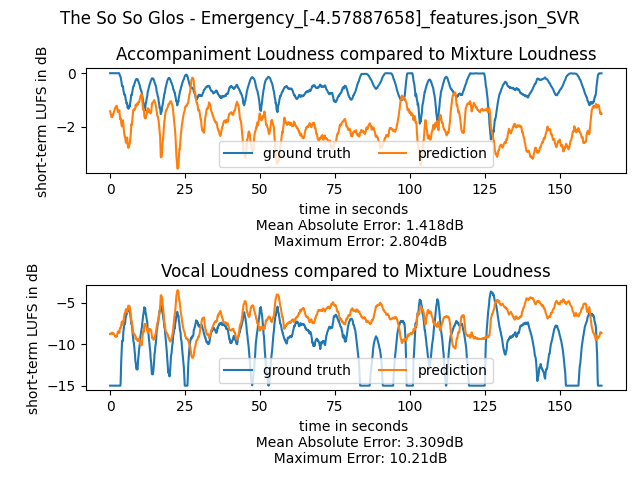 The So So Glos - Emergency_[-4.57887658]_features.json_SVR
Accompaniment Loudness compared to Mixture Loudness
short-term LUFS in dB
0
−2
0 25 50 75 100 125 150
ground truth prediction
time in seconds
Mean Absolute Error: 1.418dB
Maximum Error: 2.804dB
Vocal Loudness compared to Mixture Loudness
short-term LUFS in dB
−5
−10
−15
0 25 50 75 100 125 150
ground truth prediction
time in seconds
Mean Absolute Error: 3.309dB
Maximum Error: 10.21dB